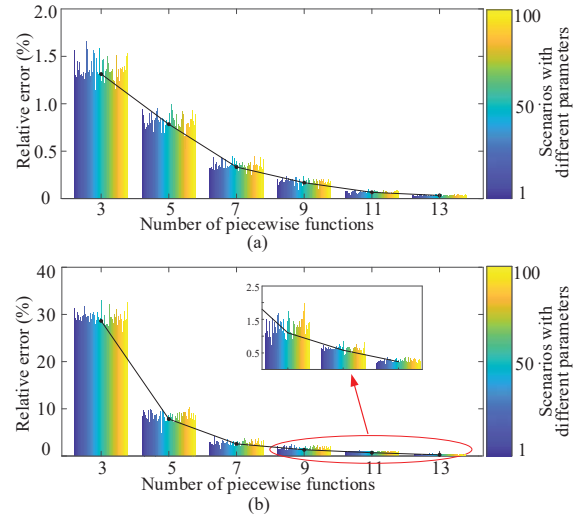 2.0
1.5
1.0
0.5
0
Relative error (%)
3 5 7 9 11 13
Number of piecewise functions
(a)
100
50
1
Scenarios with
different parameters
40
30
20
10
0
Relative error (%)
2.5
1.5
0.5
3 5 7 9 11 13
Number of piecewise functions
(b)
100
50
1
Scenarios with
different parameters